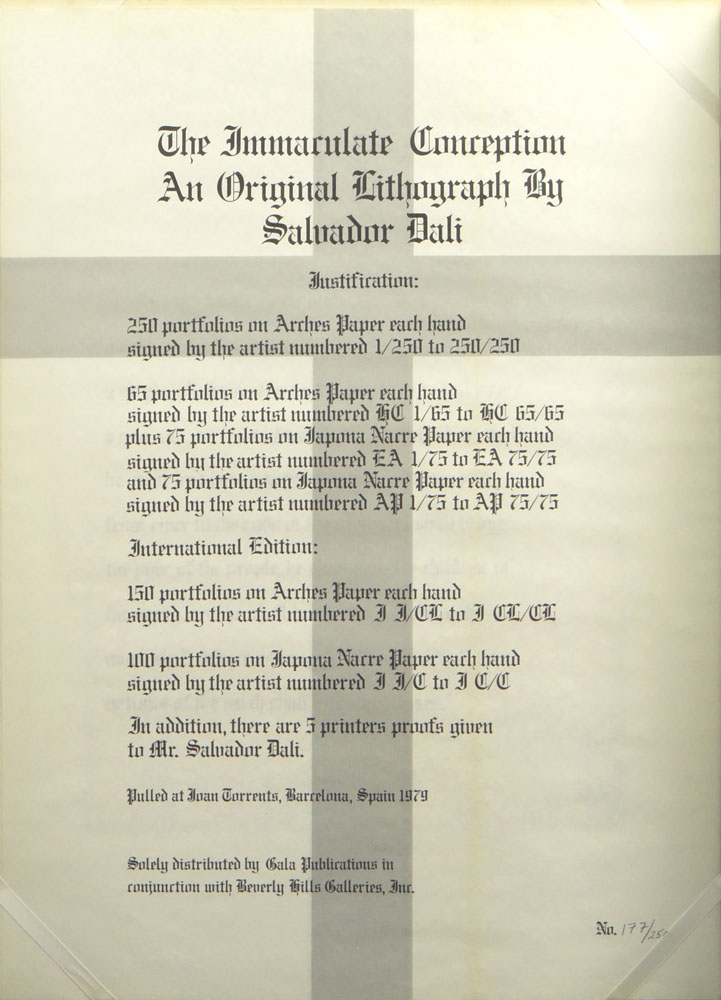 The Immaculate Conception
An Original Lithograph By
Salvador Dali
Justification:
250 portfolios on Arches Paper each hand
signed by the artist numbered 1/250 to 250/250
65 portfolios on Arches Paper each hand
signed by the artist numbered HC 1/65 to HC 65/65
plus 75 portfolios on Japona Nacre Paper each hand
signed by the artist numbered EA 1/75 to EA 75/75
and 75 portfolios on Japona Nacre Paper each hand
signed by the artist numbered AP 1/75 to AP 75/75
International Edition:
150 portfolios on Arches Paper each hand
signed by the artist numbered I I/CL to I CL/CL
100 portfolios on Japona Nacre Paper each hand
signed by the artist numbered I I/C to I C/C
In addition, there are 5 printers proofs given
to Mr. Salvador Dali.
Pulled at Joan Torrents, Barcelona, Spain 1979
Solely distributed by Gala Publications in
conjunction with Beverly Hills Galleries, Inc.
No. 177/250